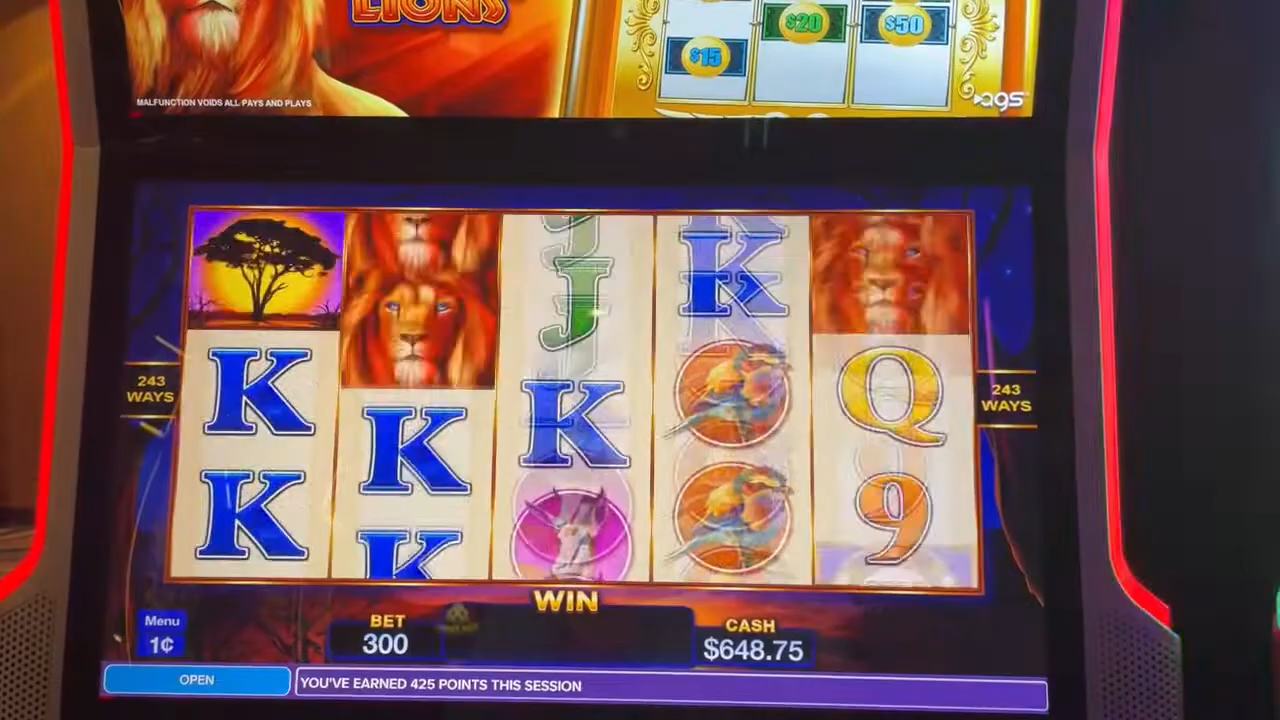 LIONS
$15
$20
$50
MALFUNCTION VOIDS ALL PAYS AND PLAYS
ags
J
K
J
K
K
K
Q
243
WAYS
243
WAYS
K
K
K
9
K
WIN
Menu
1¢
BET
300
CASH
$648.75
OPEN
YOU'VE EARNED 425 POINTS THIS SESSION